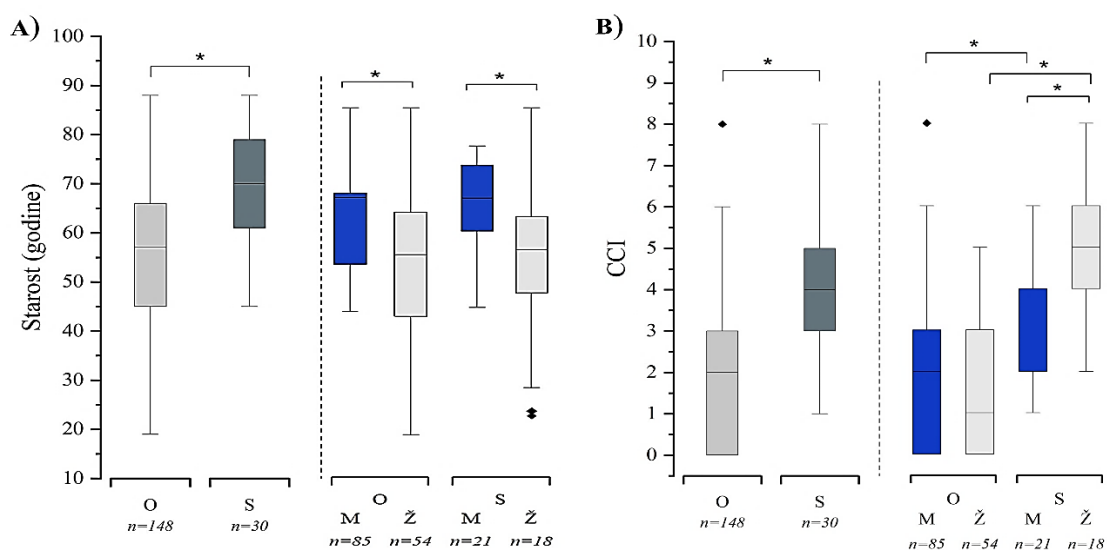 A)
Starost (godine)
100
90
80
70
60
50
40
30
20
10
*
*
*
O
n=148
S
n=30
O
S
M
Ž
M
Ž
n=85
n=54
n=21
n=18
B)
CCI
10
9
8
7
6
5
4
3
2
1
0
*
*
*
*
O
n=148
S
n=30
O
S
M
Ž
M
Ž
n=85
n=54
n=21
n=18